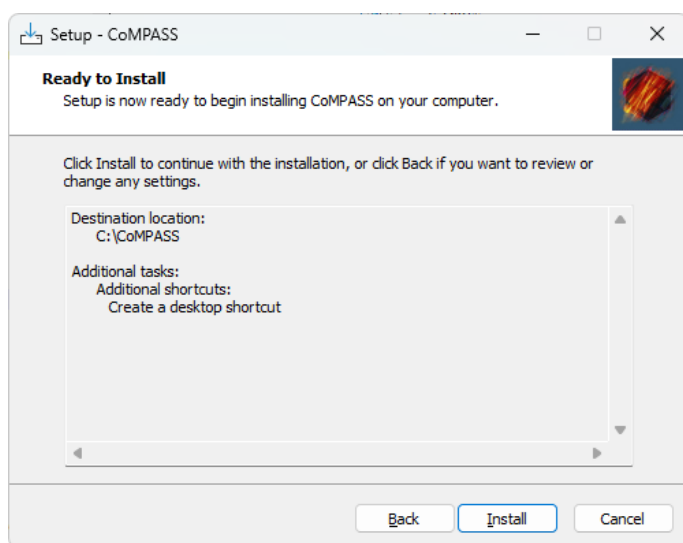 Setup - CoMPASS
Ready to Install
Setup is now ready to begin installing CoMPASS on your computer.
Click Install to continue with the installation, or click Back if you want to review or
change any settings.
Destination location:
C:\CoMPASS
Additional tasks:
Additional shortcuts:
Create a desktop shortcut
Back
Install
Cancel